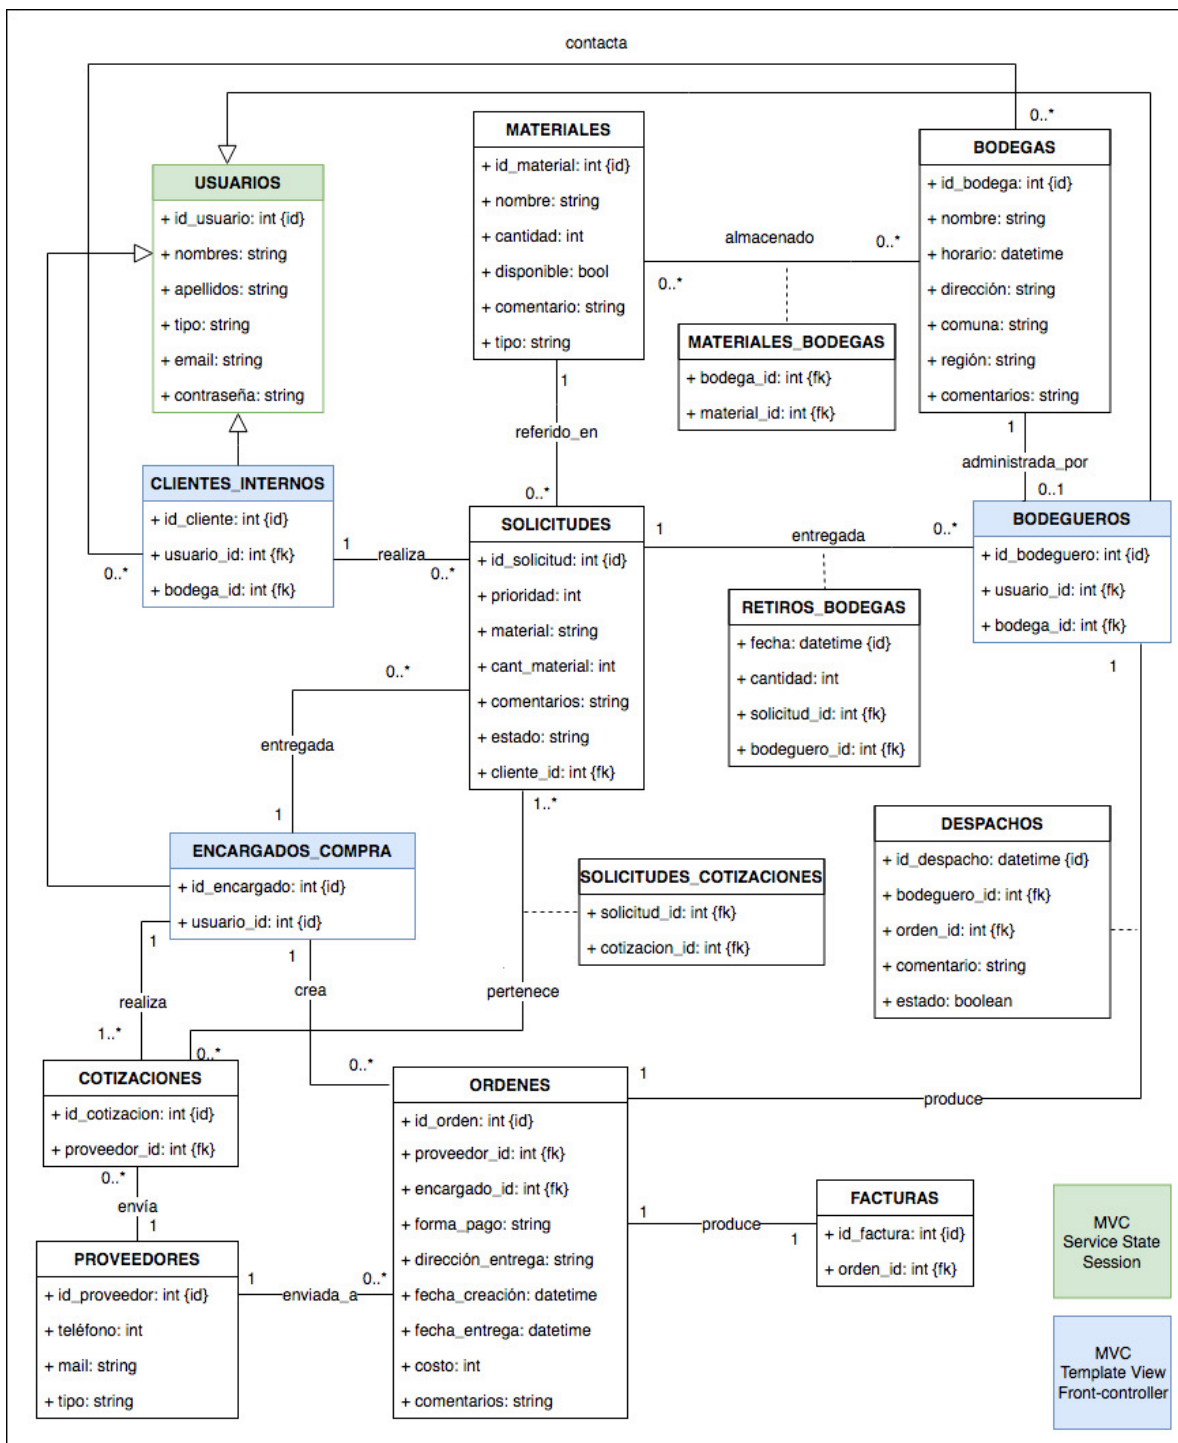 contacta
0..*
MATERIALES
+ id_material: int {id}
+ nombre: string
+ cantidad: int
+ disponible: bool
+ comentario: string
+ tipo: string
BODEGAS
+ id_bodega: int {id}
+ nombre: string
+ horario: datetime
+ dirección: string
+ comuna: string
+ región: string
+ comentarios: string
USUARIOS
+ id_usuario: int {id}
+ nombres: string
+ apellidos: string
+ tipo: string
+ email: string
+ contraseña: string
almacenado
0..*
0..*
MATERIALES_BODEGAS
+ bodega_id: int {fk}
+ material_id: int {fk}
1
referido_en
0..*
1
administrada_por
0..1
CLIENTES_INTERNOS
+ id_cliente: int {id}
+ usuario_id: int {fk}
+ bodega_id: int {fk}
0..*
1
realiza
0..*
SOLICITUDES
+ id_solicitud: int {id}
+ prioridad: int
+ material: string
+ cant_material: int
+ comentarios: string
+ estado: string
+ cliente_id: int {fk}
1
entregada
0..*
BODEGUEROS
+ id_bodeguero: int {id}
+ usuario_id: int {fk}
+ bodega_id: int {fk}
1
RETIROS_BODEGAS
+ fecha: datetime {id}
+ cantidad: int
+ solicitud_id: int {fk}
+ bodeguero_id: int {fk}
0..*
entregada
1
1..*
ENCARGADOS_COMPRA
+ id_encargado: int {id}
+ usuario_id: int {id}
SOLICITUDES_COTIZACIONES
+ solicitud_id: int {fk}
+ cotizacion_id: int {fk}
DESPACHOS
+ id_despacho: datetime {id}
+ bodeguero_id: int {fk}
+ orden_id: int {fk}
+ comentario: string
+ estado: boolean
1
realiza
1..*
1
crea
0..*
pertenece
0..*
COTIZACIONES
+ id_cotizacion: int {id}
+ proveedor_id: int {fk}
0..*
envía
1
ORDENES
+ id_orden: int {id}
+ proveedor_id: int {fk}
+ encargado_id: int {fk}
+ forma_pago: string
+ dirección_entrega: string
+ fecha_creación: datetime
+ fecha_entrega: datetime
+ costo: int
+ comentarios: string
1
produce
1
produce
1
FACTURAS
+ id_factura: int {id}
+ orden_id: int {fk}
PROVEEDORES
+ id_proveedor: int {id}
+ teléfono: int
+ mail: string
+ tipo: string
1
enviada_a
0..*
MVC
Service State
Session
MVC
Template View
Front-controller